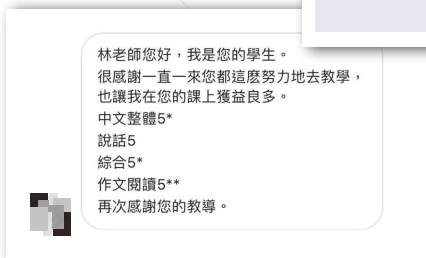 林老師您好，我是您的學生。
很感謝一直一來您都這麽努力地去教學，
也讓我在您的課上獲益良多。
中文整體5*
說話5
綜合5*
作文閱讀5**
再次感謝您的教導。